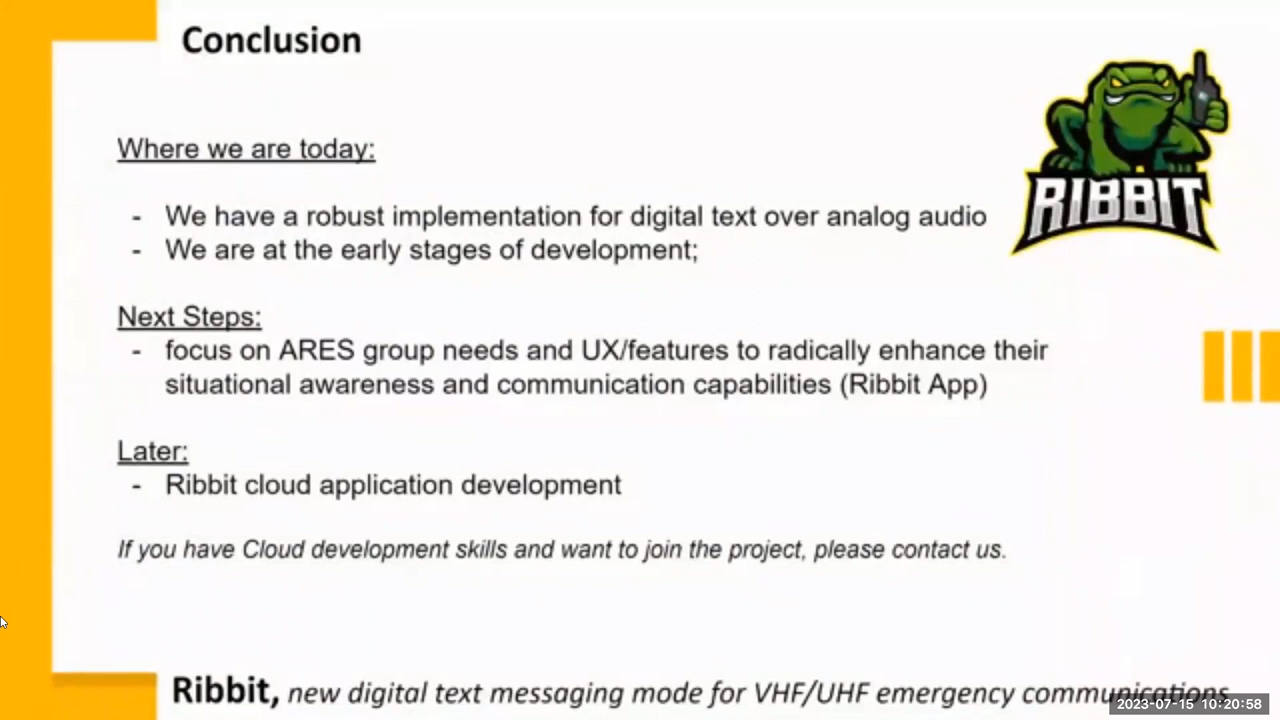 Conclusion
RIBBIT
Where we are today:
- We have a robust implementation for digital text over analog audio
- We are at the early stages of development;
Next Steps:
- focus on ARES group needs and UX/features to radically enhance their
situational awareness and communication capabilities (Ribbit App)
Later:
- Ribbit cloud application development
If you have Cloud development skills and want to join the project, please contact us.
Ribbit, new digital text messaging mode for VHF/UHF emergency communications
2023-07-15 10:20:58